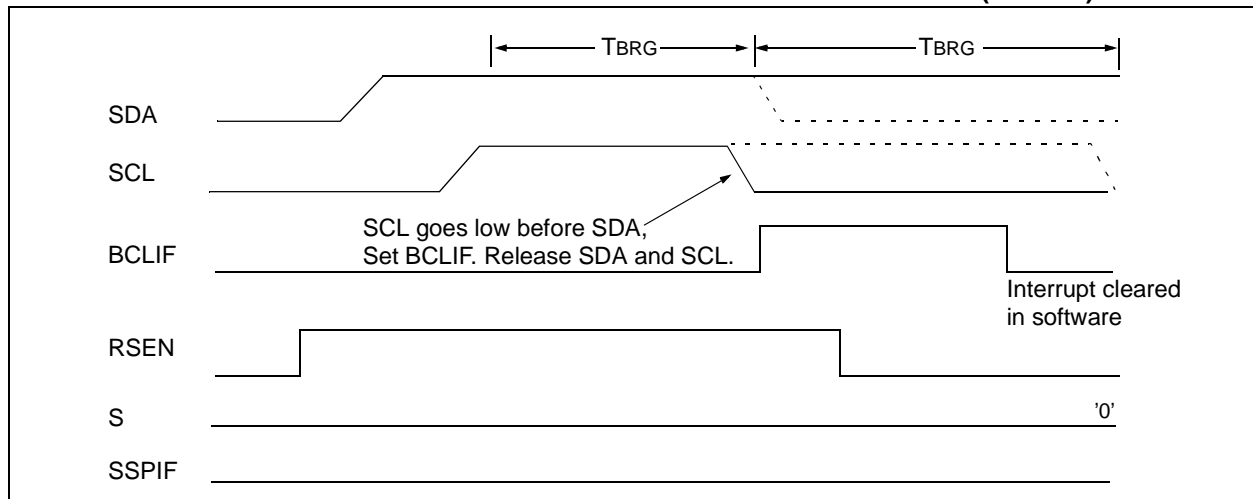 TBRG TBRG
SDA
SCL
SCL goes low before SDA,
Set BCLIF. Release SDA and SCL.
BCLIF
Interrupt cleared
in software
RSEN
S '0'
SSPIF